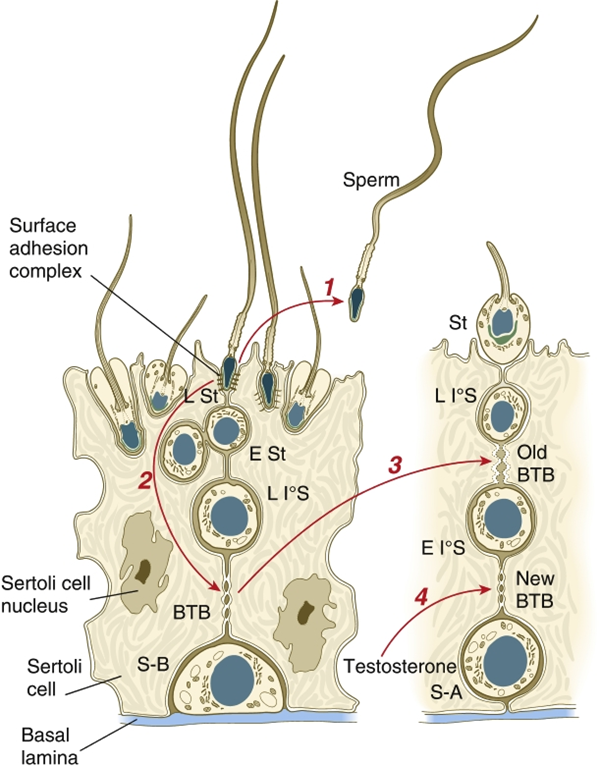 Sperm
Surface
adhesion
complex
1
St
L St
L I°S
E St
Old
BTB
2
3
L I°S
E I°S
Sertoli cell
nucleus
BTB
4
New
BTB
Sertoli
cell
S-B
Testosterone
S-A
Basal
lamina